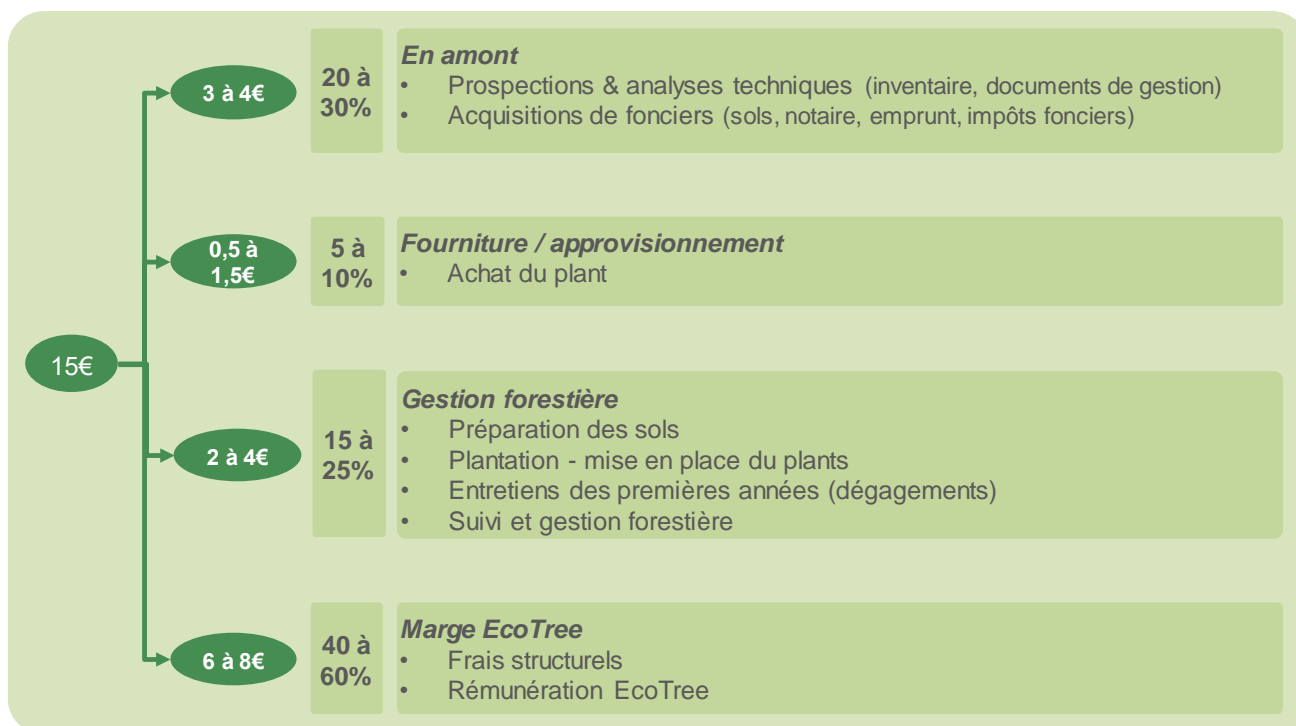 15€
3 à 4€
20 à
30%
En amont
• Prospections & analyses techniques (inventaire, documents de gestion)
• Acquisitions de fonciers (sols, notaire, emprunt, impôts fonciers)
0,5 à
1,5€
5 à
10%
Fourniture / approvisionnement
• Achat du plant
2 à 4€
15 à
25%
Gestion forestière
• Préparation des sols
• Plantation - mise en place du plants
• Entretiens des premières années (dégagements)
• Suivi et gestion forestière
6 à 8€
40 à
60%
Marge EcoTree
• Frais structurels
• Rémunération EcoTree